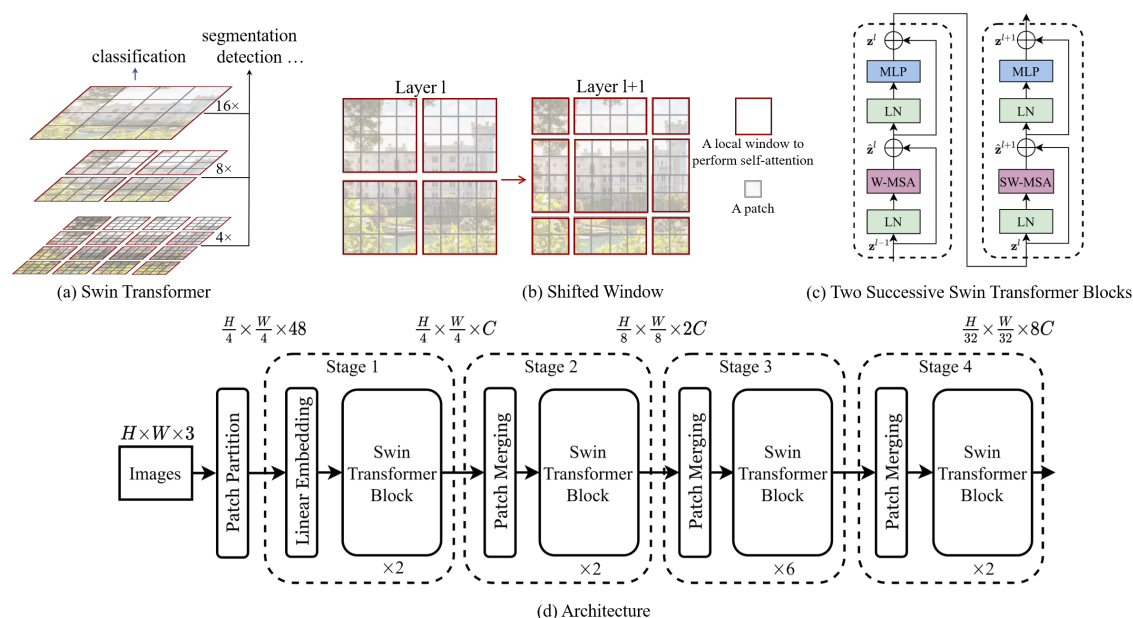 segmentation
classification
detection ...
16×
8×
4×
(a) Swin Transformer
Layer l
Layer l+1
A local window to
perform self-attention
A patch
(b) Shifted Window
z^l
MLP
LN
ẑ^l
W-MSA
LN
z^{l-1}
z^{l+1}
MLP
LN
ẑ^{l+1}
SW-MSA
LN
z^l
(c) Two Successive Swin Transformer Blocks
H/4 × W/4 × 48
H/4 × W/4 × C
H/8 × W/8 × 2C
H/32 × W/32 × 8C
Stage 1
Stage 2
Stage 3
Stage 4
H×W×3
Images
Patch Partition
Linear Embedding
Swin
Transformer
Block
×2
Patch Merging
Swin
Transformer
Block
×2
Patch Merging
Swin
Transformer
Block
×6
Patch Merging
Swin
Transformer
Block
×2
(d) Architecture